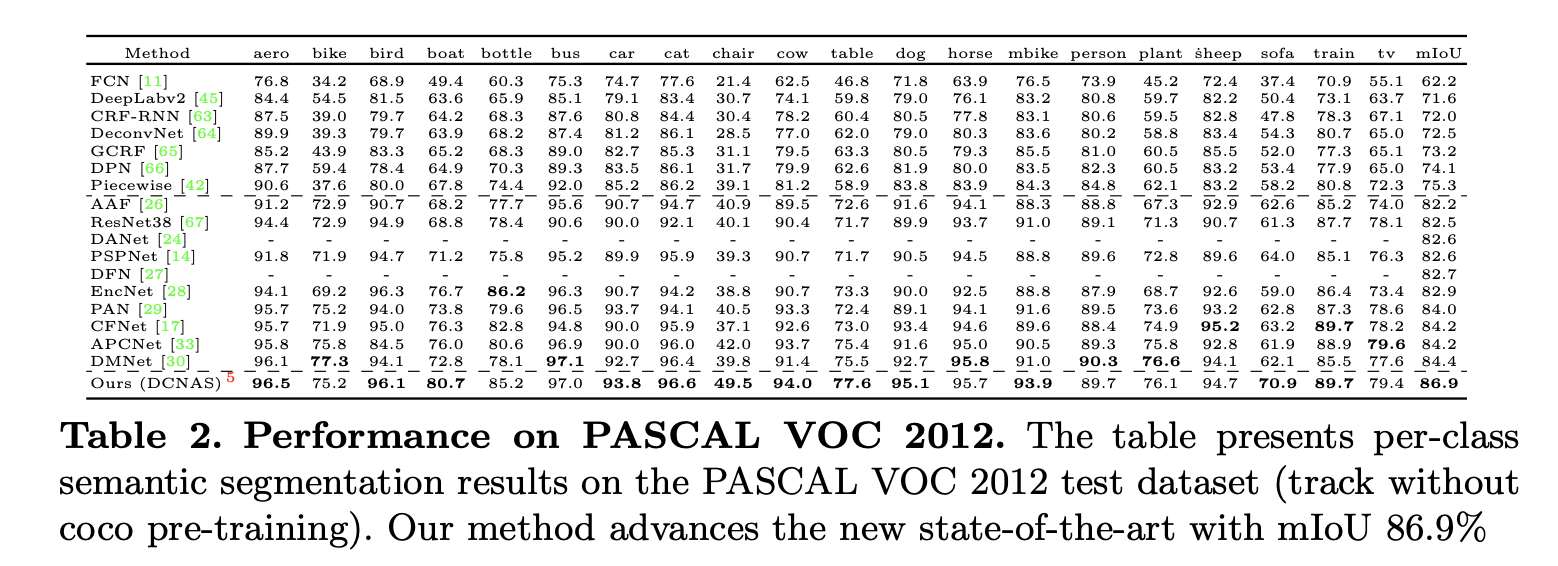 Method aero bike bird boat bottle bus car cat chair cow table dog horse mbike person plant sheep sofa train tv mIoU
FCN [11] 76.8 34.2 68.9 49.4 60.3 75.3 74.7 77.6 21.4 62.5 46.8 71.8 63.9 76.5 73.9 45.2 72.4 37.4 70.9 55.1 62.2
DeepLabv2 [45] 84.4 54.5 81.5 63.6 65.9 85.1 79.1 83.4 30.7 74.1 59.8 79.0 76.1 83.2 80.8 59.7 82.2 50.4 73.1 63.7 71.6
CRF-RNN [63] 87.5 39.0 79.7 64.2 68.3 87.6 80.8 84.4 30.4 78.2 60.4 80.5 77.8 83.1 80.6 59.5 82.8 47.8 78.3 67.1 72.0
DeconvNet [64] 89.9 39.3 79.7 63.9 68.2 87.4 81.2 86.1 28.5 77.0 62.0 79.0 80.3 83.6 80.2 58.8 83.4 54.3 80.7 65.0 72.5
GCRF [65] 85.2 43.9 83.3 65.2 68.3 89.0 82.7 85.3 31.1 79.5 63.3 80.5 79.3 85.5 81.0 60.5 85.5 52.0 77.3 65.1 73.2
DPN [66] 87.7 59.4 78.4 64.9 70.3 89.3 83.5 86.1 31.7 79.9 62.6 81.9 80.0 83.5 82.3 60.5 83.2 53.4 77.9 65.0 74.1
Piecewise [42] 90.6 37.6 80.0 67.8 74.4 92.0 85.2 86.2 39.1 81.2 58.9 83.8 83.9 84.3 84.8 62.1 83.2 58.2 80.8 72.3 75.3
AAF [26] 91.2 72.9 90.7 68.2 77.7 95.6 90.7 94.7 40.9 89.5 72.6 91.6 94.1 88.3 88.8 67.3 92.9 62.6 85.2 74.0 82.2
ResNet38 [67] 94.4 72.9 94.9 68.8 78.4 90.6 90.0 92.1 40.1 90.4 71.7 89.9 93.7 91.0 89.1 71.3 90.7 61.3 87.7 78.1 82.5
DANet [24] - - - - - - - - - - - - - - - - - - - - 82.6
PSPNet [14] 91.8 71.9 94.7 71.2 75.8 95.2 89.9 95.9 39.3 90.7 71.7 90.5 94.5 88.8 89.6 72.8 89.6 64.0 85.1 76.3 82.6
DFN [27] - - - - - - - - - - - - - - - - - - - - 82.7
EncNet [28] 94.1 69.2 96.3 76.7 86.2 96.3 90.7 94.2 38.8 90.7 73.3 90.0 92.5 88.8 87.9 68.7 92.6 59.0 86.4 73.4 82.9
PAN [29] 95.7 75.2 94.0 73.8 79.6 96.5 93.7 94.1 40.5 93.3 72.4 89.1 94.1 91.6 89.5 73.6 93.2 62.8 87.3 78.6 84.0
CFNet [17] 95.7 71.9 95.0 76.3 82.8 94.8 90.0 95.9 37.1 92.6 73.0 93.4 94.6 89.6 88.4 74.9 95.2 63.2 89.7 78.2 84.2
APCNet [33] 95.8 75.8 84.5 76.0 80.6 96.9 90.0 96.0 42.0 93.7 75.4 91.6 95.0 90.5 89.3 75.8 92.8 61.9 88.9 79.6 84.2
DMNet [30] 96.1 77.3 94.1 72.8 78.1 97.1 92.7 96.4 39.8 91.4 75.5 92.7 95.8 91.0 90.3 76.6 94.1 62.1 85.5 77.6 84.4
Ours (DCNAS) 5 96.5 75.2 96.1 80.7 85.2 97.0 93.8 96.6 49.5 94.0 77.6 95.1 95.7 93.9 89.7 76.1 94.7 70.9 89.7 79.4 86.9
Table 2. Performance on PASCAL VOC 2012. The table presents per-class
semantic segmentation results on the PASCAL VOC 2012 test dataset (track without
coco pre-training). Our method advances the new state-of-the-art with mIoU 86.9%